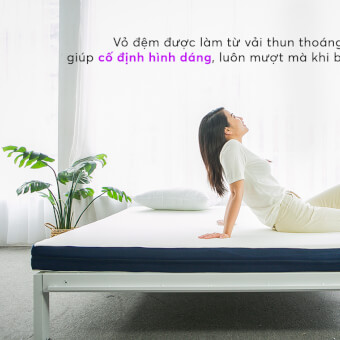 Vỏ đệm được làm từ vải thun thoáng
giúp cố định hình dáng, luôn mượt mà khi